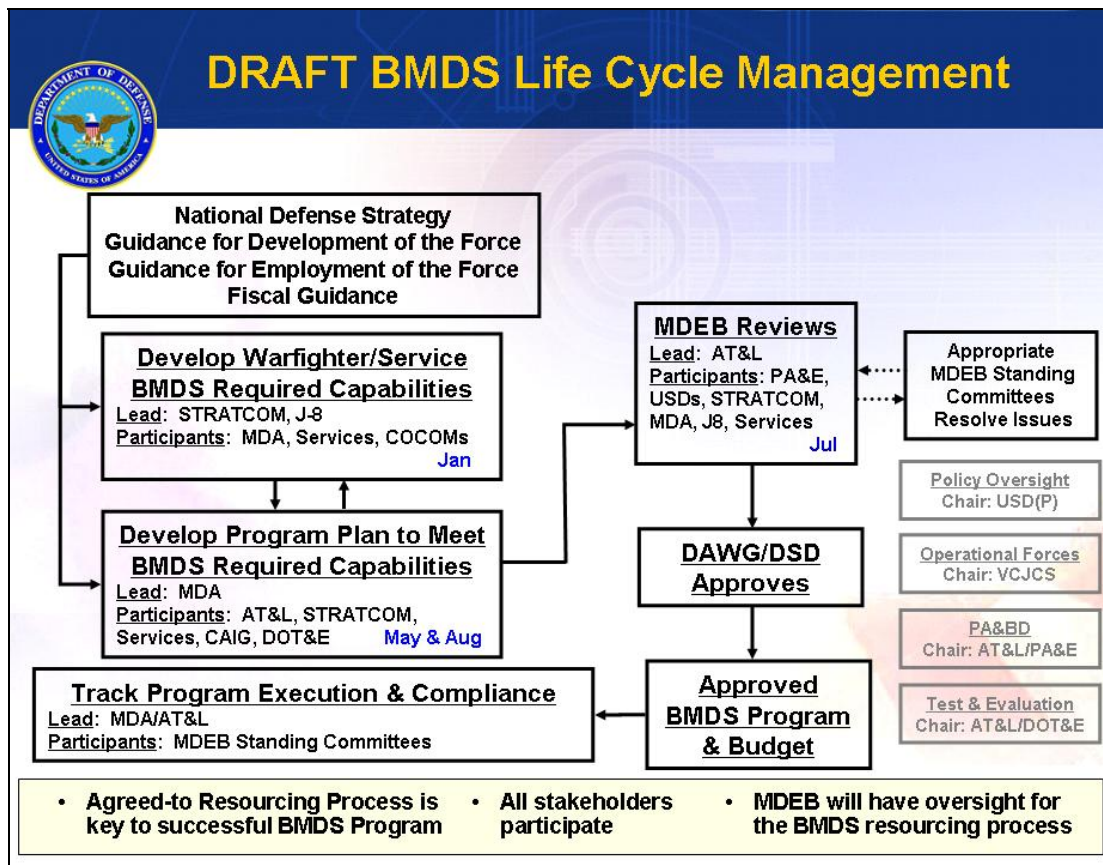 DRAFT BMDS Life Cycle Management
DEPARTMENT OF DEFENSE
UNITED STATES OF AMERICA
National Defense Strategy
Guidance for Development of the Force
Guidance for Employment of the Force
Fiscal Guidance
Develop Warfighter/Service
BMDS Required Capabilities
Lead: STRATCOM, J-8
Participants: MDA, Services, COCOMs
Jan
Develop Program Plan to Meet
BMDS Required Capabilities
Lead: MDA
Participants: AT&L, STRATCOM,
Services, CAIG, DOT&E May & Aug
Track Program Execution & Compliance
Lead: MDA/AT&L
Participants: MDEB Standing Committees
MDEB Reviews
Lead: AT&L
Participants: PA&E,
USDs, STRATCOM,
MDA, J8, Services
Jul
DAWG/DSD
Approves
Approved
BMDS Program
& Budget
Appropriate
MDEB Standing
Committees
Resolve Issues
Policy Oversight
Chair: USD(P)
Operational Forces
Chair: VCJCS
PA&BD
Chair: AT&L/PA&E
Test & Evaluation
Chair: AT&L/DOT&E
• Agreed-to Resourcing Process is
key to successful BMDS Program
• All stakeholders
participate
• MDEB will have oversight for
the BMDS resourcing process